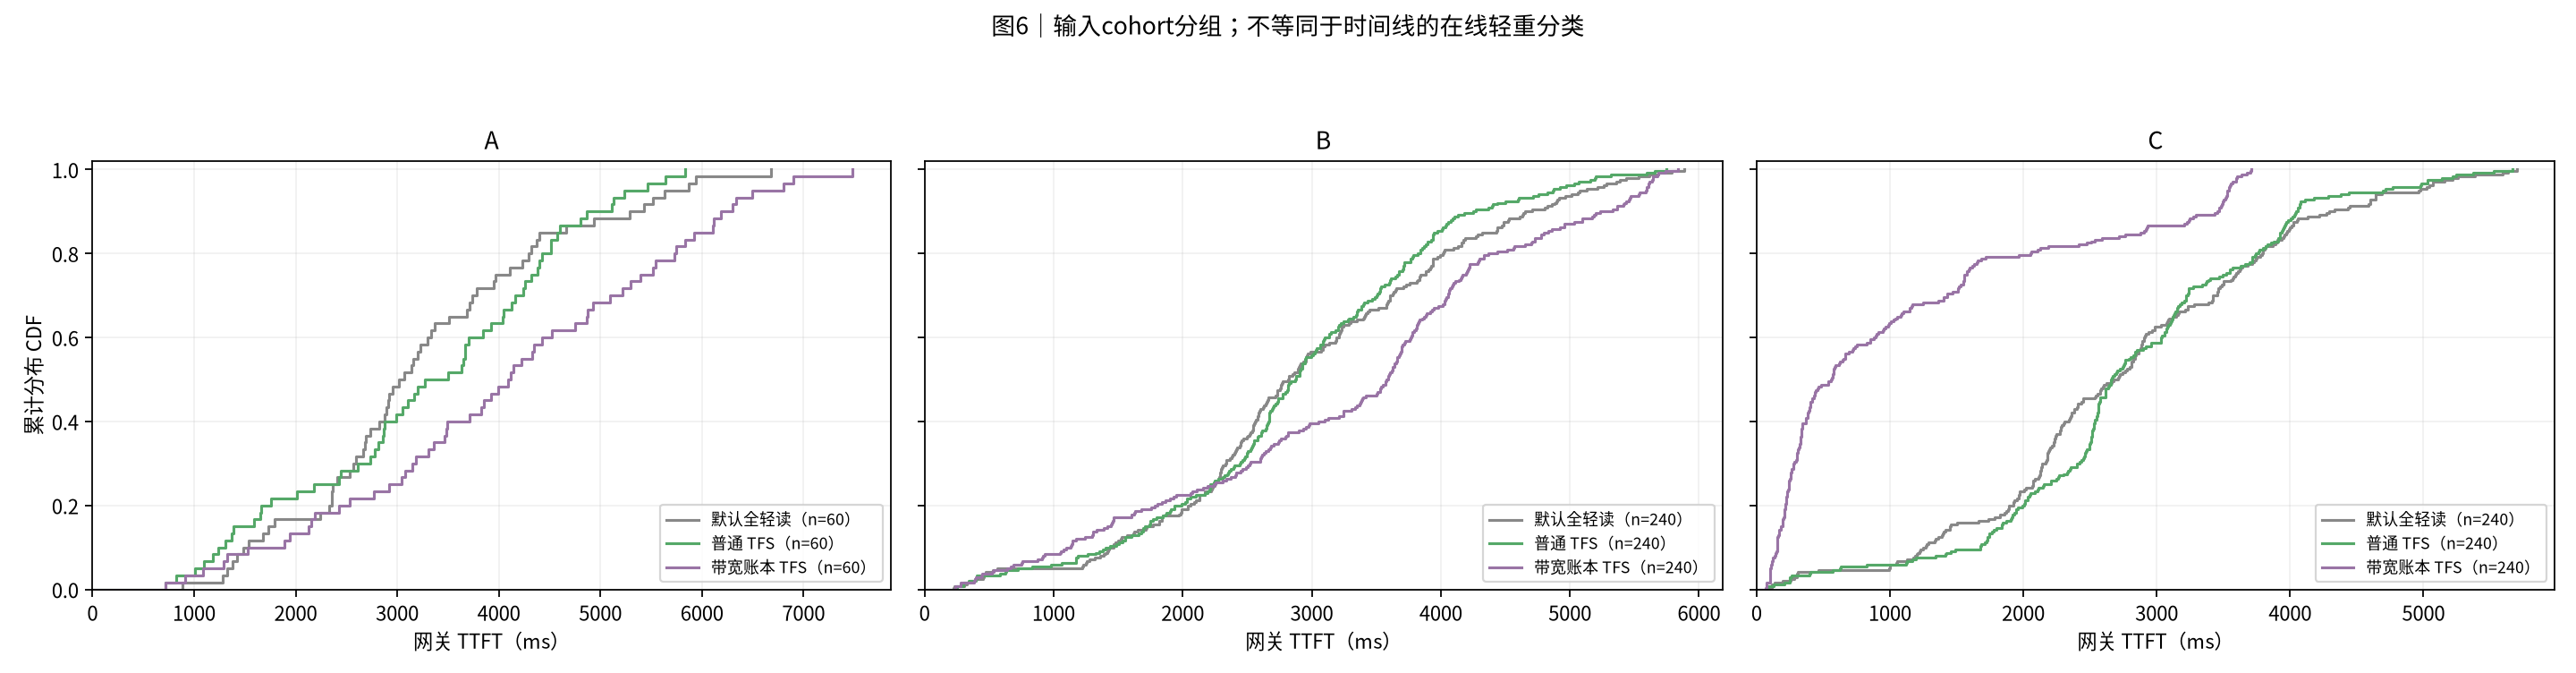 图6｜输入cohort分组；不等同于时间线的在线轻重分类
A
累计分布 CDF
1.0
0.8
0.6
0.4
0.2
0.0
0 1000 2000 3000 4000 5000 6000 7000
网关 TTFT（ms）
默认全轻读（n=60）
普通 TFS（n=60）
带宽账本 TFS（n=60）
B
0 1000 2000 3000 4000 5000 6000
网关 TTFT（ms）
默认全轻读（n=240）
普通 TFS（n=240）
带宽账本 TFS（n=240）
C
0 1000 2000 3000 4000 5000
网关 TTFT（ms）
默认全轻读（n=240）
普通 TFS（n=240）
带宽账本 TFS（n=240）